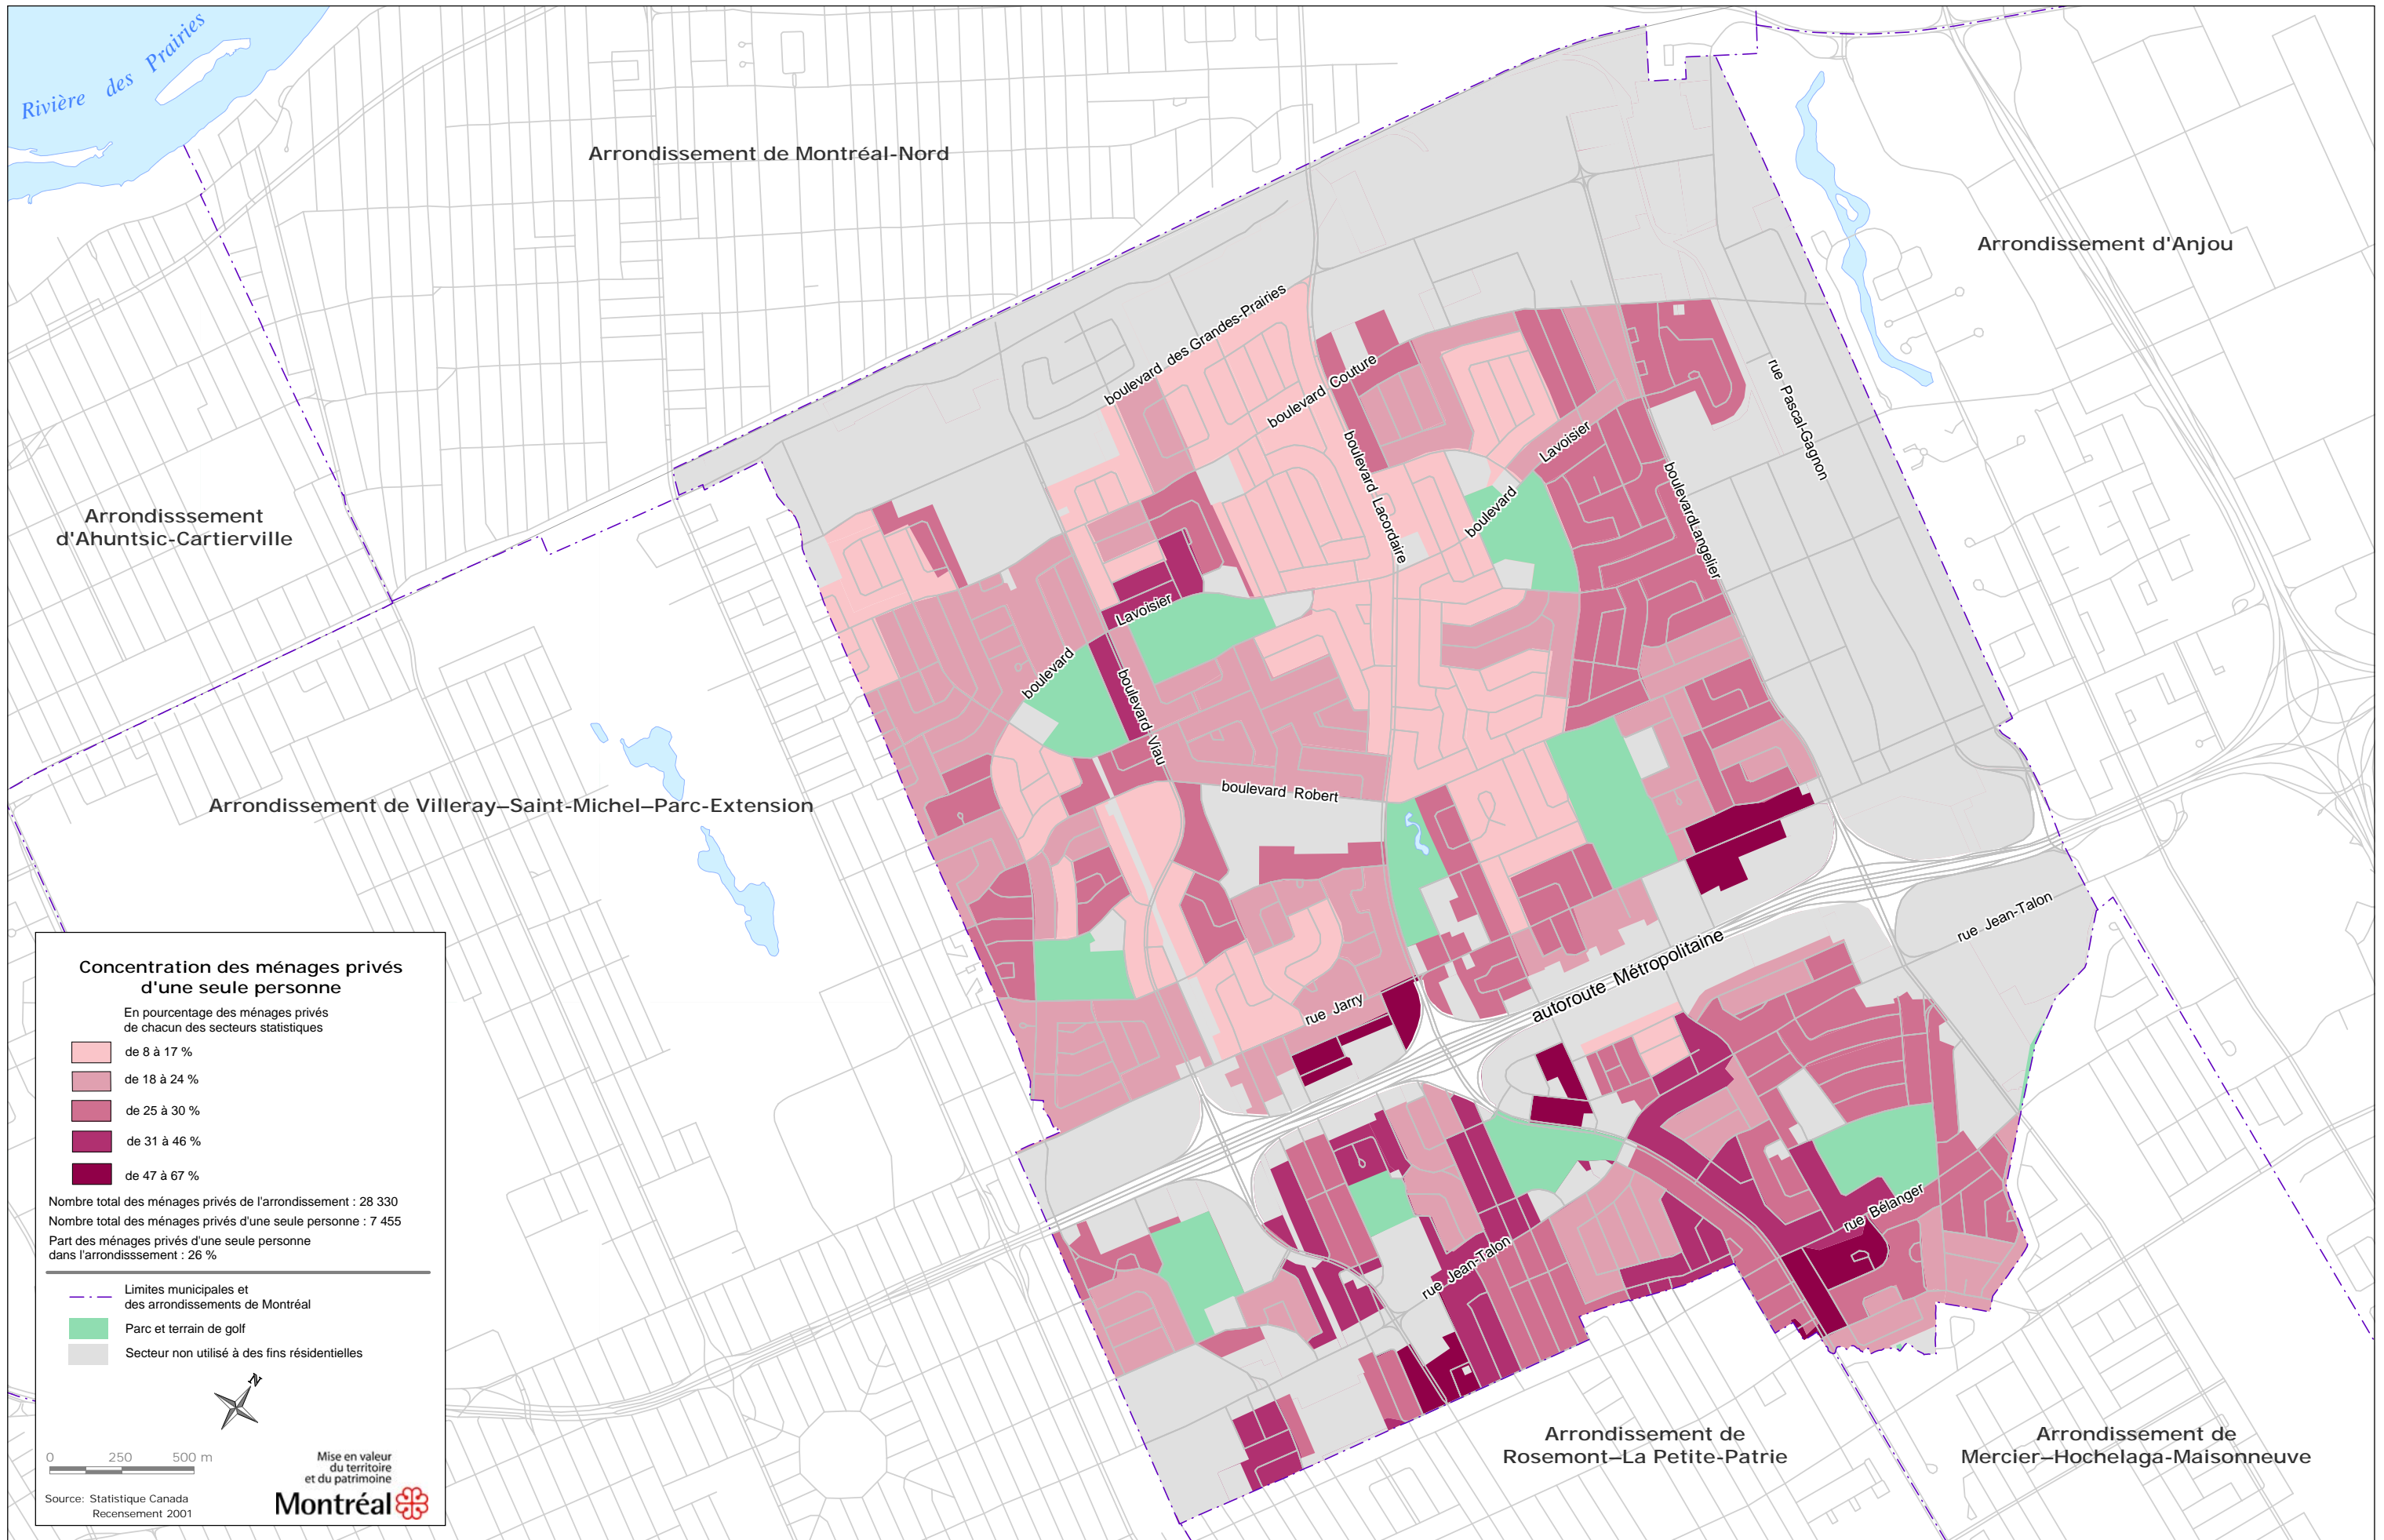 Rivière des Prairies
Arrondissement de Montréal-Nord
Arrondissement d'Anjou
boulevard des Grandes-Prairies
boulevard Couture
rue Pascal-Gagnon
Lavoisier
boulevard
boulevard Lacordaire
boulevardLangelier
Arrondisssement
d'Ahuntsic-Cartierville
Lavoisier
boulevard
boulevard Viau
boulevard Robert
Arrondissement de Villeray–Saint-Michel–Parc-Extension
rue Jean-Talon
autoroute Métropolitaine
rue Jarry
rue Bélanger
rue Jean-Talon
Arrondissement de
Rosemont–La Petite-Patrie
Arrondissement de
Mercier–Hochelaga-Maisonneuve
Concentration des ménages privés
d'une seule personne
En pourcentage des ménages privés
de chacun des secteurs statistiques
de 8 à 17 %
de 18 à 24 %
de 25 à 30 %
de 31 à 46 %
de 47 à 67 %
Nombre total des ménages privés de l'arrondissement : 28 330
Nombre total des ménages privés d'une seule personne : 7 455
Part des ménages privés d'une seule personne
dans l'arrondisssement : 26 %
Limites municipales et
des arrondissements de Montréal
Parc et terrain de golf
Secteur non utilisé à des fins résidentielles
N
0 250 500 m
Mise en valeur
du territoire
et du patrimoine
Montréal
Source: Statistique Canada
Recensement 2001